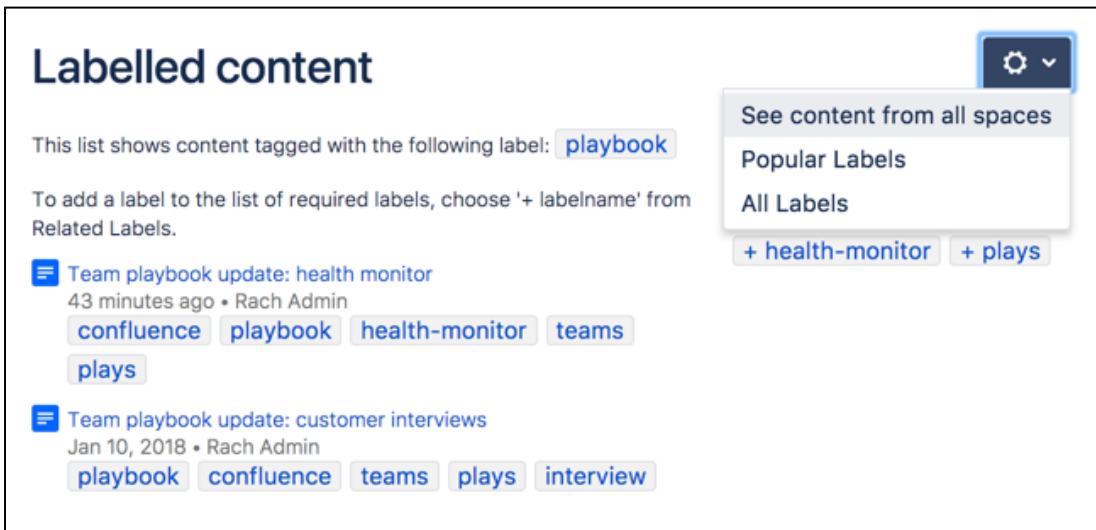 Labelled content
See content from all spaces
Popular Labels
All Labels
+ health-monitor + plays
This list shows content tagged with the following label: playbook
To add a label to the list of required labels, choose '+ labelname' from
Related Labels.
Team playbook update: health monitor
43 minutes ago • Rach Admin
confluence playbook health-monitor teams
plays
Team playbook update: customer interviews
Jan 10, 2018 • Rach Admin
playbook confluence teams plays interview